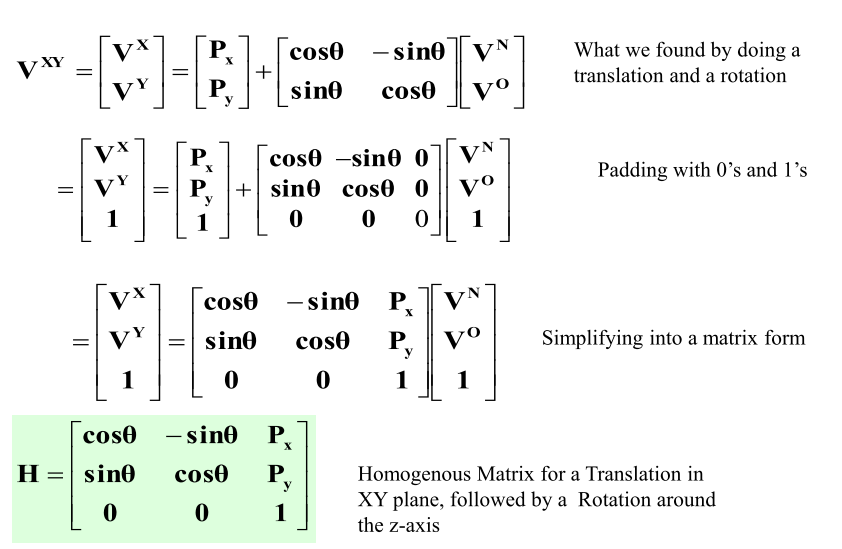 V^XY = [V^X; V^Y] = [P_x; P_y] + [cosθ −sinθ; sinθ cosθ] [V^N; V^O]
What we found by doing a
translation and a rotation
= [V^X; V^Y; 1] = [P_x; P_y; 1] + [cosθ −sinθ 0; sinθ cosθ 0; 0 0 0] [V^N; V^O; 1]
Padding with 0's and 1's
= [V^X; V^Y; 1] = [cosθ −sinθ P_x; sinθ cosθ P_y; 0 0 1] [V^N; V^O; 1]
Simplifying into a matrix form
H = [cosθ −sinθ P_x; sinθ cosθ P_y; 0 0 1]
Homogenous Matrix for a Translation in
XY plane, followed by a Rotation around
the z-axis